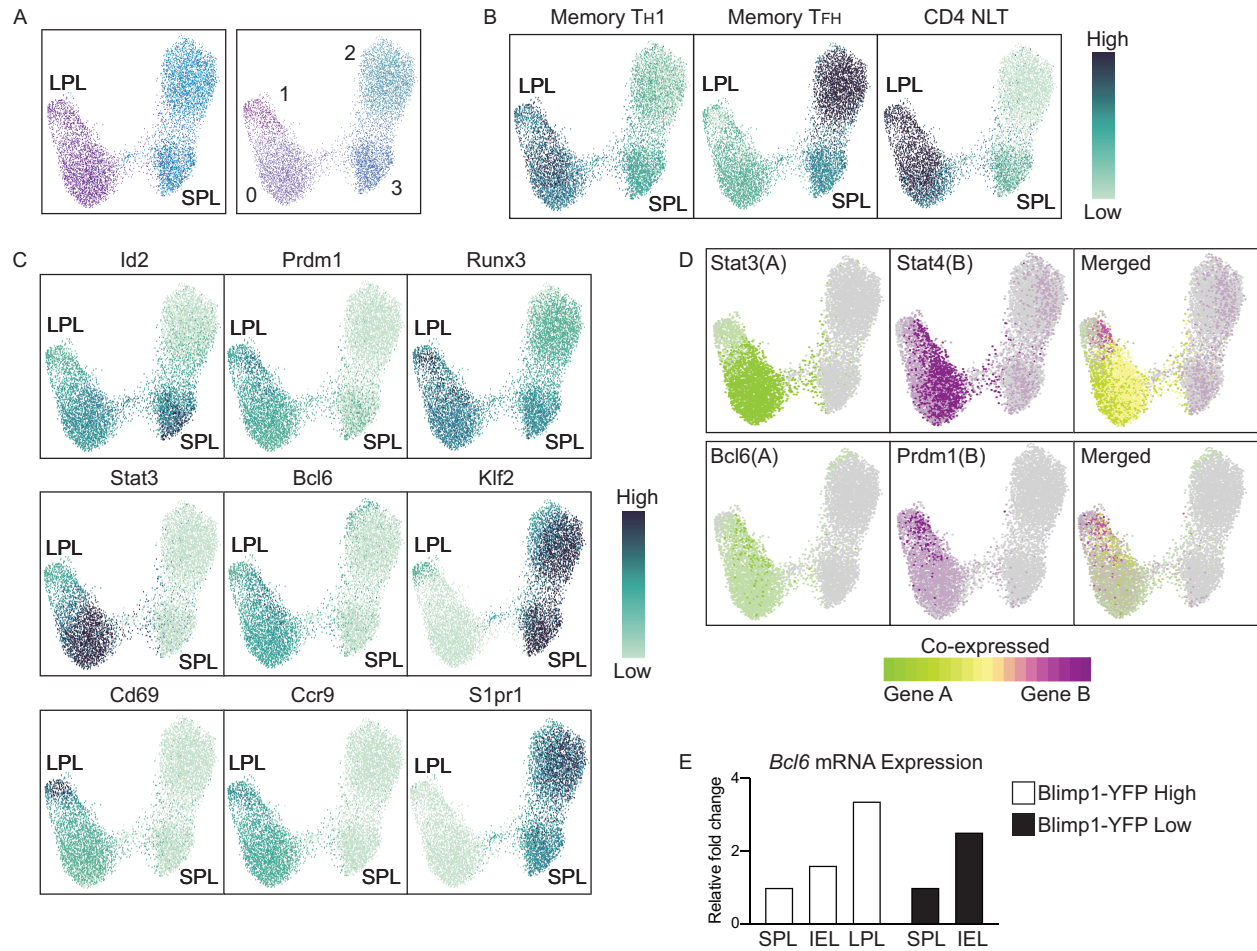 A
LPL
SPL
1
2
0
3
B
Memory TH1
Memory TFH
CD4 NLT
LPL
SPL
LPL
SPL
LPL
SPL
High
Low
C
Id2
Prdm1
Runx3
LPL
SPL
LPL
SPL
LPL
SPL
Stat3
Bcl6
Klf2
LPL
SPL
LPL
SPL
LPL
SPL
High
Low
Cd69
Ccr9
S1pr1
LPL
SPL
LPL
SPL
LPL
SPL
D
Stat3(A)
Stat4(B)
Merged
Bcl6(A)
Prdm1(B)
Merged
Co-expressed
Gene A
Gene B
E
Bcl6 mRNA Expression
Relative fold change
4
2
0
SPL IEL LPL SPL IEL
Blimp1-YFP High
Blimp1-YFP Low